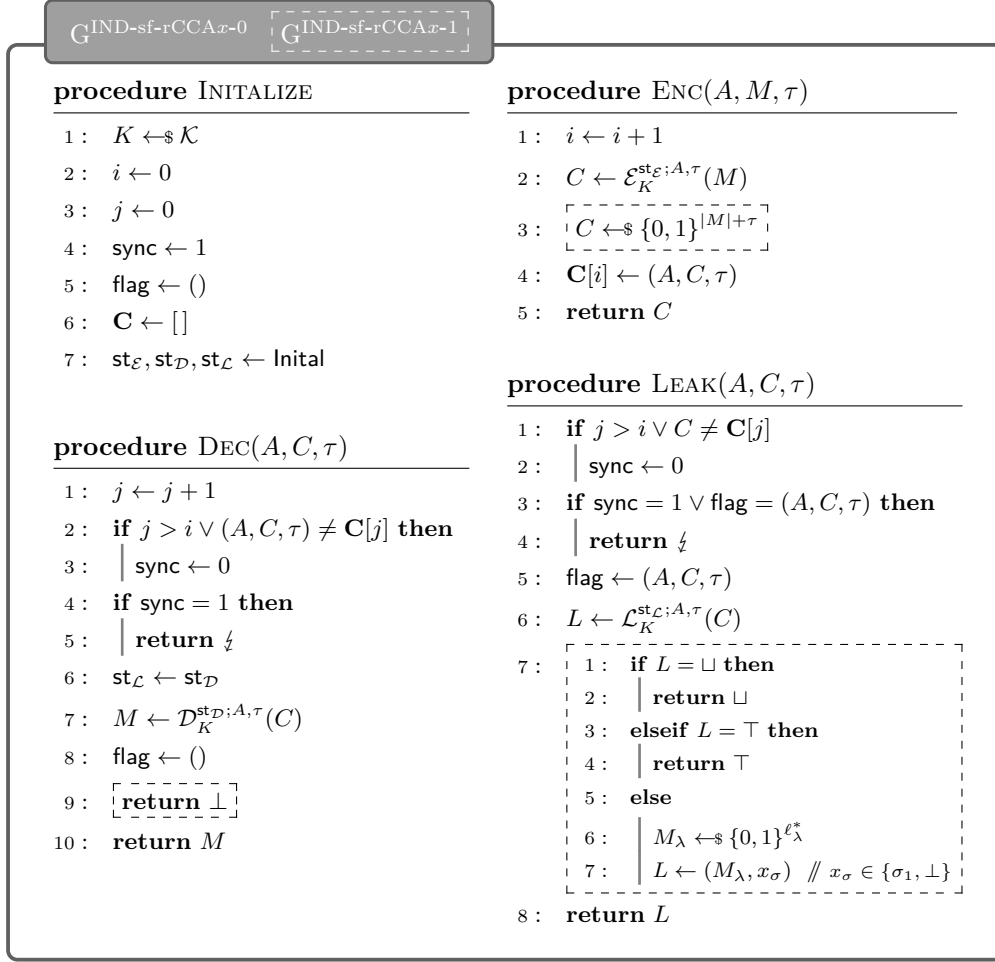 G^{IND-sf-rCCAx-0} G^{IND-sf-rCCAx-1}
procedure INITALIZE
1 : K ←$ 𝒦
2 : i ← 0
3 : j ← 0
4 : sync ← 1
5 : flag ← ()
6 : C ← []
7 : st_ℰ, st_𝒟, st_ℒ ← Inital
procedure DEC(A, C, τ)
1 : j ← j + 1
2 : if j > i ∨ (A, C, τ) ≠ C[j] then
3 : sync ← 0
4 : if sync = 1 then
5 : return ↯
6 : st_ℒ ← st_𝒟
7 : M ← 𝒟_K^{st_𝒟;A,τ}(C)
8 : flag ← ()
9 : return ⊥
10 : return M
procedure ENC(A, M, τ)
1 : i ← i + 1
2 : C ← ℰ_K^{st_ℰ;A,τ}(M)
3 : C ←$ {0, 1}^{|M|+τ}
4 : C[i] ← (A, C, τ)
5 : return C
procedure LEAK(A, C, τ)
1 : if j > i ∨ C ≠ C[j]
2 : sync ← 0
3 : if sync = 1 ∨ flag = (A, C, τ) then
4 : return ↯
5 : flag ← (A, C, τ)
6 : L ← ℒ_K^{st_ℒ;A,τ}(C)
7 : 1 : if L = ⊔ then
2 : return ⊔
3 : elseif L = ⊤ then
4 : return ⊤
5 : else
6 : M_λ ←$ {0, 1}^{ℓ*_λ}
7 : L ← (M_λ, x_σ) // x_σ ∈ {σ_1, ⊥}
8 : return L